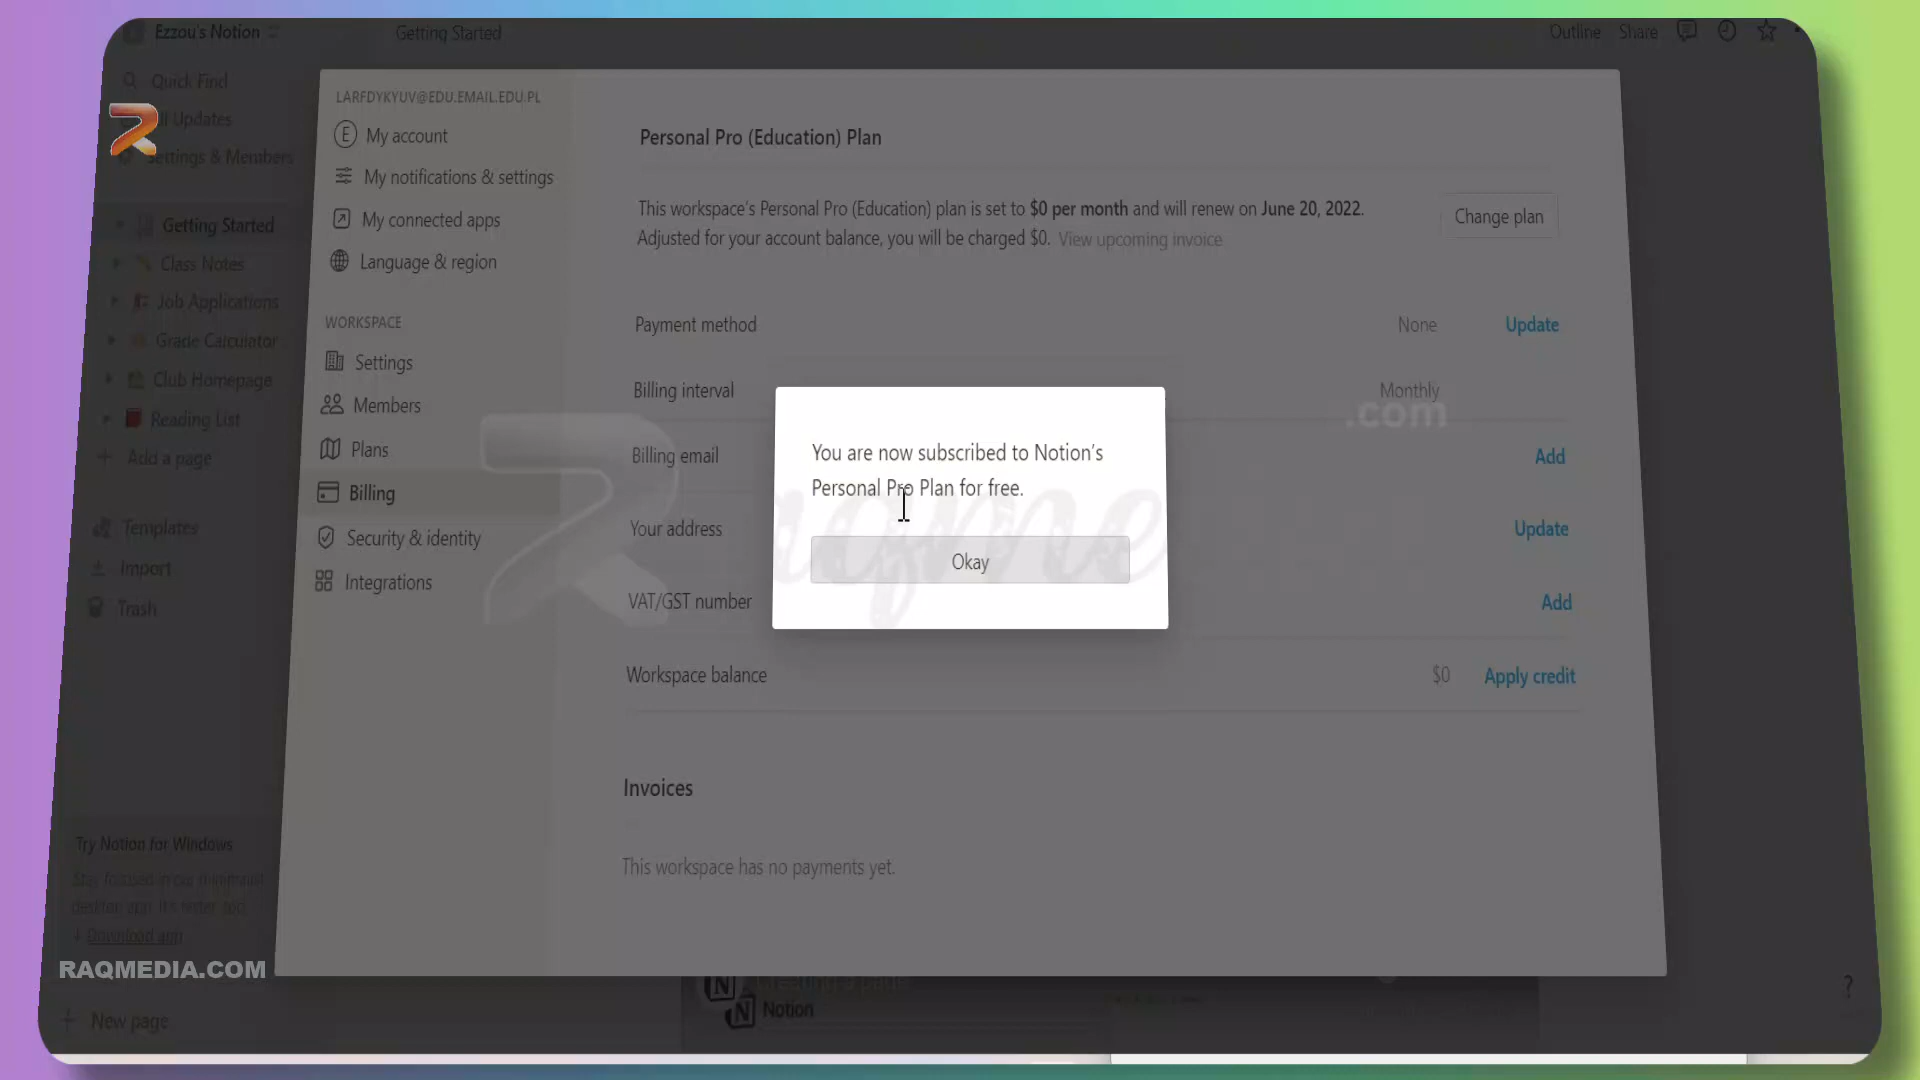 Ezzou's Notion
Getting Started
Outline
Share
Quick Find
All Updates
Settings & Members
Getting Started
Class Notes
Job Applications
Grade Calculator
Club Homepage
Reading List
+ Add a page
Templates
Import
Trash
Try Notion for Windows
Download app
RAQMEDIA.COM
+ New page
LARFDYKYUV@EDU.EMAIL.EDU.PL
E My account
My notifications & settings
My connected apps
Language & region
WORKSPACE
Settings
Members
Plans
Billing
Security & identity
Integrations
Personal Pro (Education) Plan
This workspace's Personal Pro (Education) plan is set to $0 per month and will renew on June 20, 2022.
Adjusted for your account balance, you will be charged $0. View upcoming invoice
Change plan
Payment method None Update
Billing interval Monthly
.com
Billing email Add
Your address Update
VAT/GST number Add
Workspace balance $0 Apply credit
You are now subscribed to Notion's
Personal Pro Plan for free.
Okay
Invoices
This workspace has no payments yet.
Notion
?